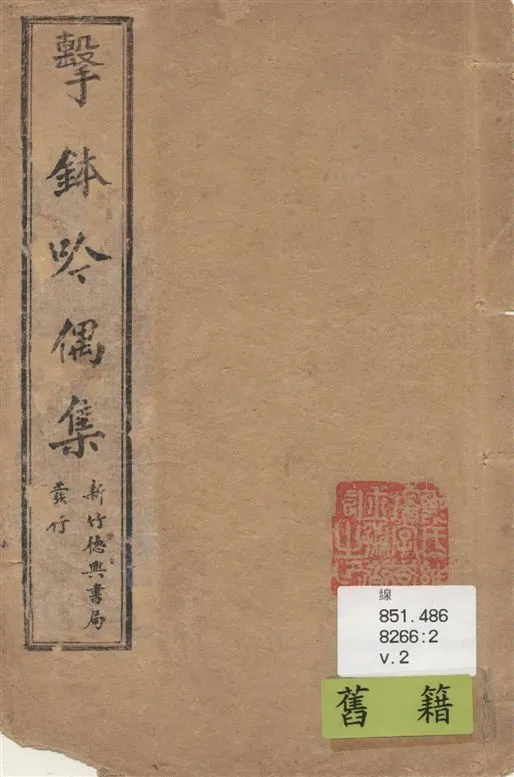 擊鉢吟偶集
新竹德興書局
發行
線
851.486
8266:2
v.2
舊籍